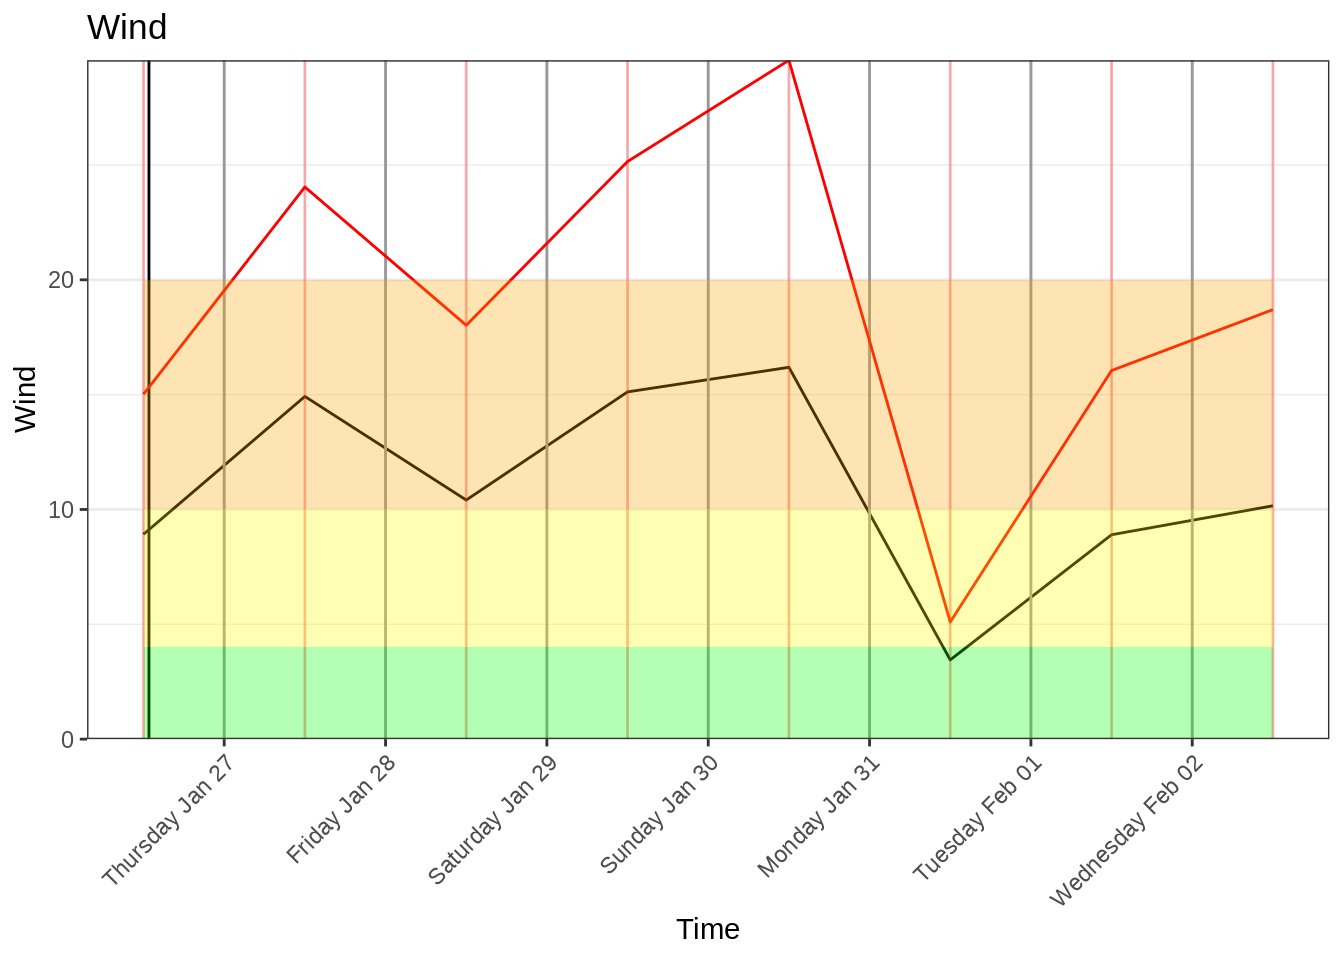 Wind
Wind
20
10
0
Thursday Jan 27
Friday Jan 28
Saturday Jan 29
Sunday Jan 30
Monday Jan 31
Tuesday Feb 01
Wednesday Feb 02
Time